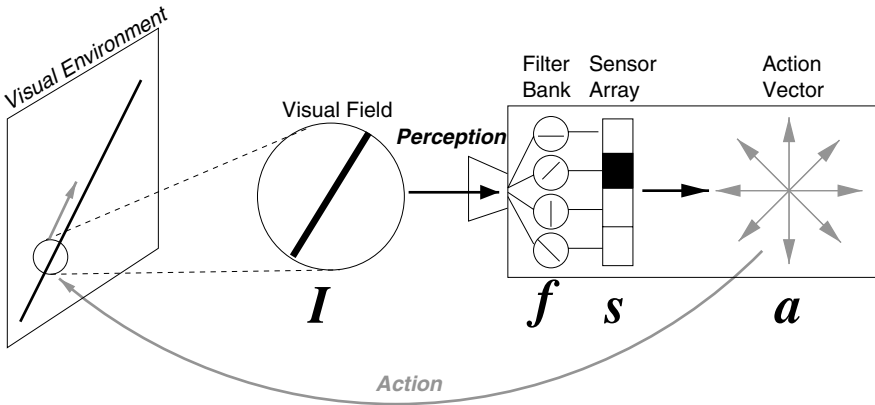 Visual Environment
Visual Field
Perception
Filter
Bank
Sensor
Array
Action
Vector
I
f
s
a
Action